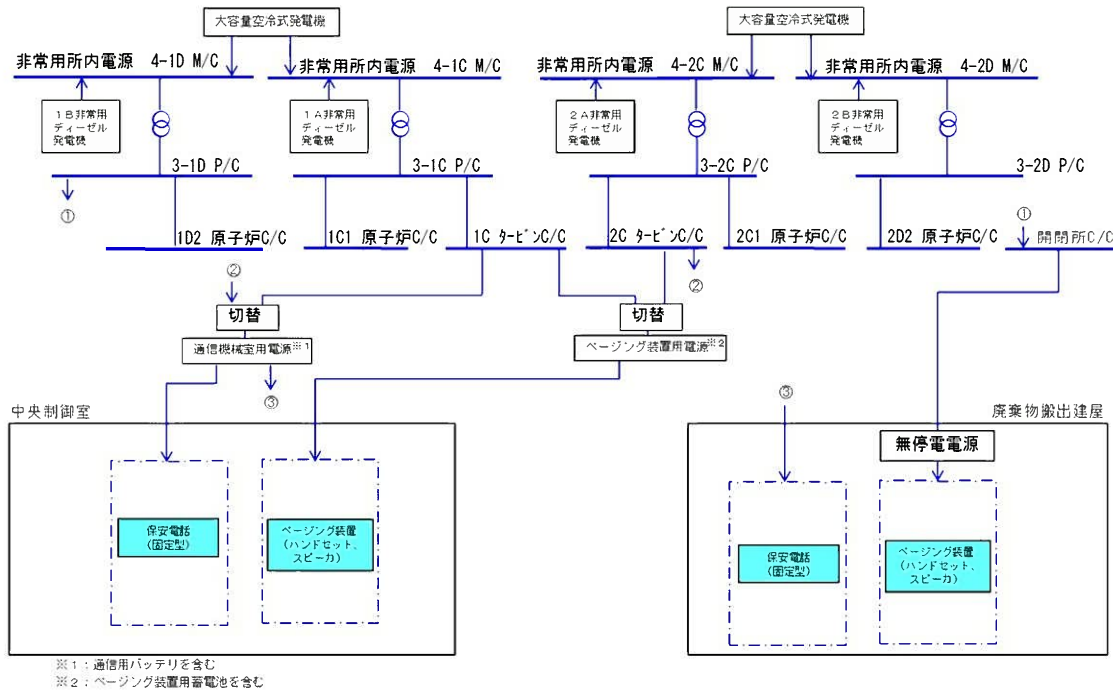 大容量空冷式発電機
大容量空冷式発電機
非常用所内電源 4-1D M/C
非常用所内電源 4-1C M/C
非常用所内電源 4-2C M/C
非常用所内電源 4-2D M/C
1B非常用
ディーゼル
発電機
1A非常用
ディーゼル
発電機
2A非常用
ディーゼル
発電機
2B非常用
ディーゼル
発電機
3-1D P/C
3-1C P/C
3-2C P/C
3-2D P/C
①
①
1D2 原子炉C/C
1C1 原子炉C/C
1C タービンC/C
2C タービンC/C
2C1 原子炉C/C
2D2 原子炉C/C
開閉所C/C
②
②
切替
切替
通信機械室用電源※1
ページング装置用電源※2
③
③
中央制御室
廃棄物搬出建屋
無停電電源
保安電話
(固定型)
ページング装置
(ハンドセット、
スピーカ)
保安電話
(固定型)
ページング装置
(ハンドセット、
スピーカ)
※1:通信用バッテリを含む
※2:ページング装置用蓄電池を含む